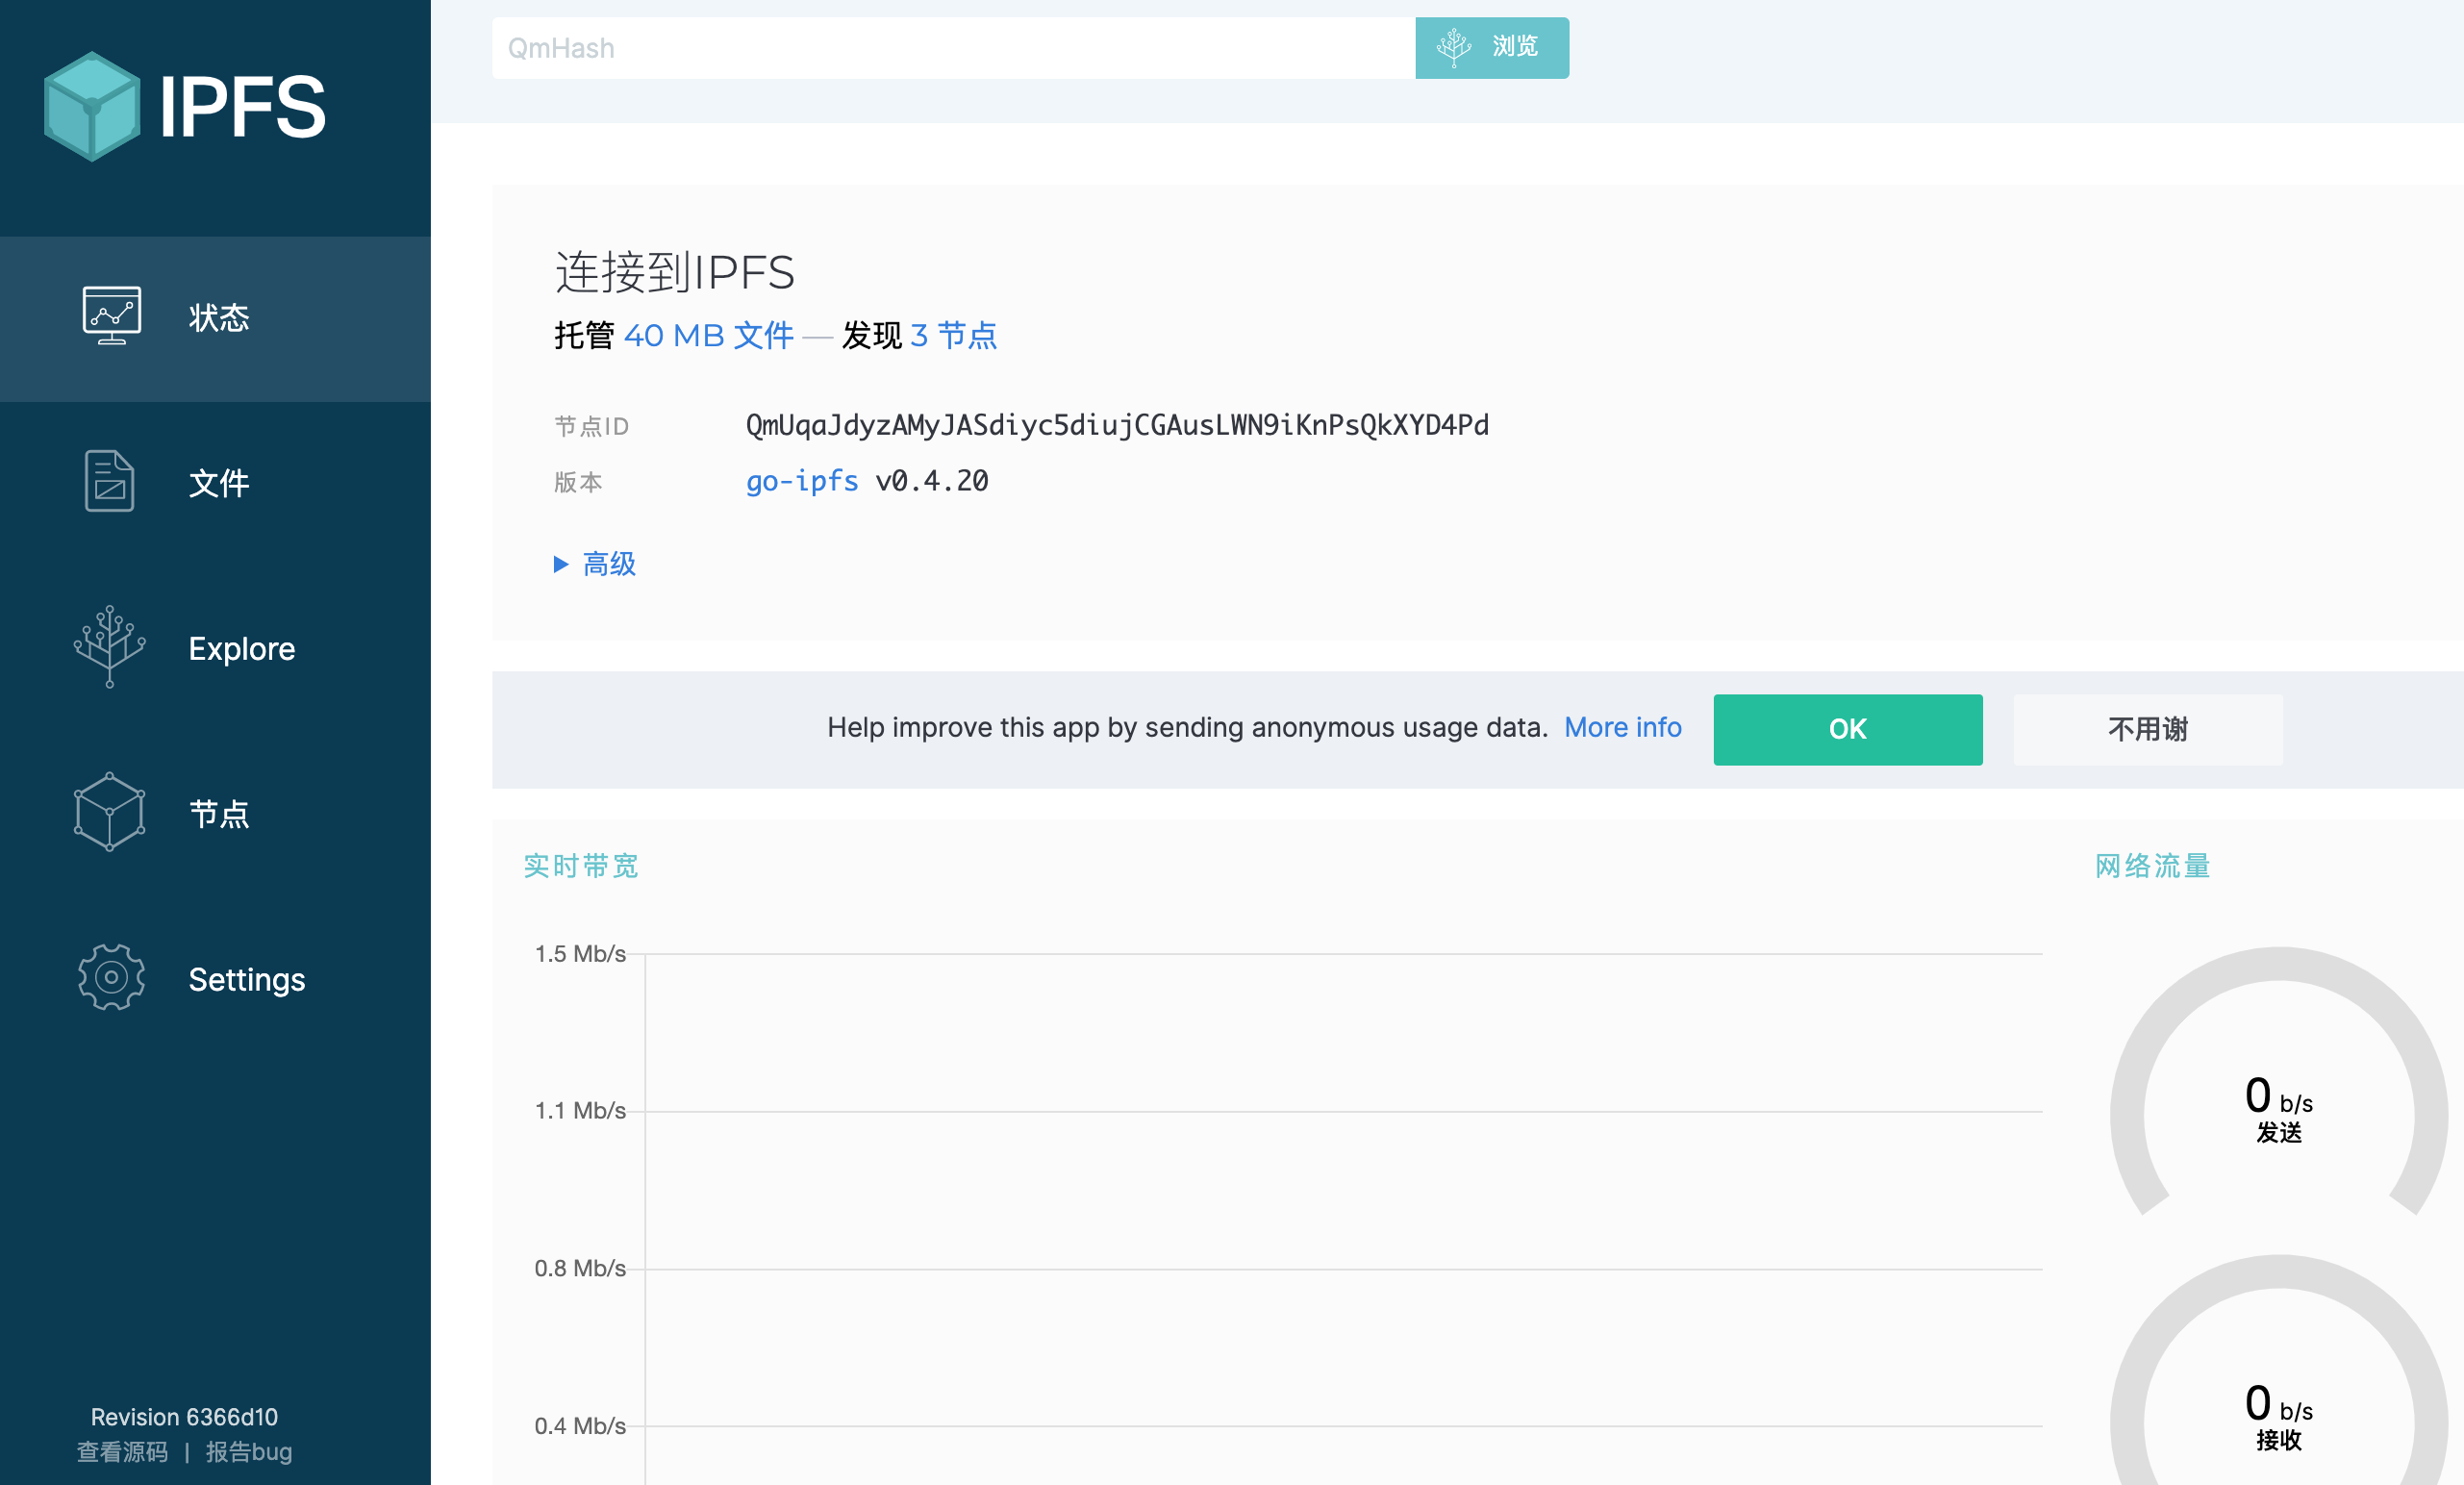 IPFS
状态
文件
Explore
节点
Settings
Revision 6366d10
查看源码 | 报告bug
QmHash
浏览
连接到IPFS
托管 40 MB 文件 — 发现 3 节点
节点ID QmUqaJdyzAMyJASdiyc5diujCGAusLWN9iKnPsQkXYD4Pd
版本 go-ipfs v0.4.20
▶ 高级
Help improve this app by sending anonymous usage data. More info OK 不用谢
实时带宽
1.5 Mb/s
1.1 Mb/s
0.8 Mb/s
0.4 Mb/s
网络流量
0 b/s
发送
0 b/s
接收